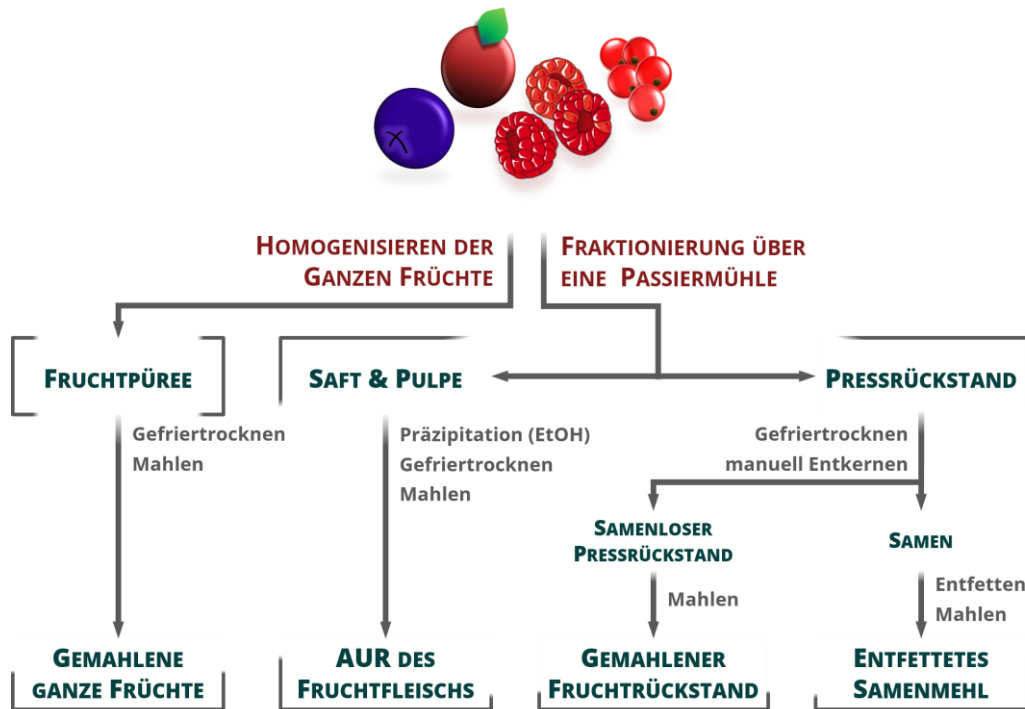 Homogenisieren der
Ganzen Früchte
Fraktionierung über
eine Passiermühle
Fruchtpüree
Saft & Pulpe
Pressrückstand
Gefriertrocknen
Mahlen
Präzipitation (EtOH)
Gefriertrocknen
Mahlen
Gefriertrocknen
manuell Entkernen
Samenloser
Pressrückstand
Samen
Mahlen
Entfetten
Mahlen
Gemahlene
ganze Früchte
AUR des
Fruchtfleischs
Gemahlener
Fruchtrückstand
Entfettetes
Samenmehl